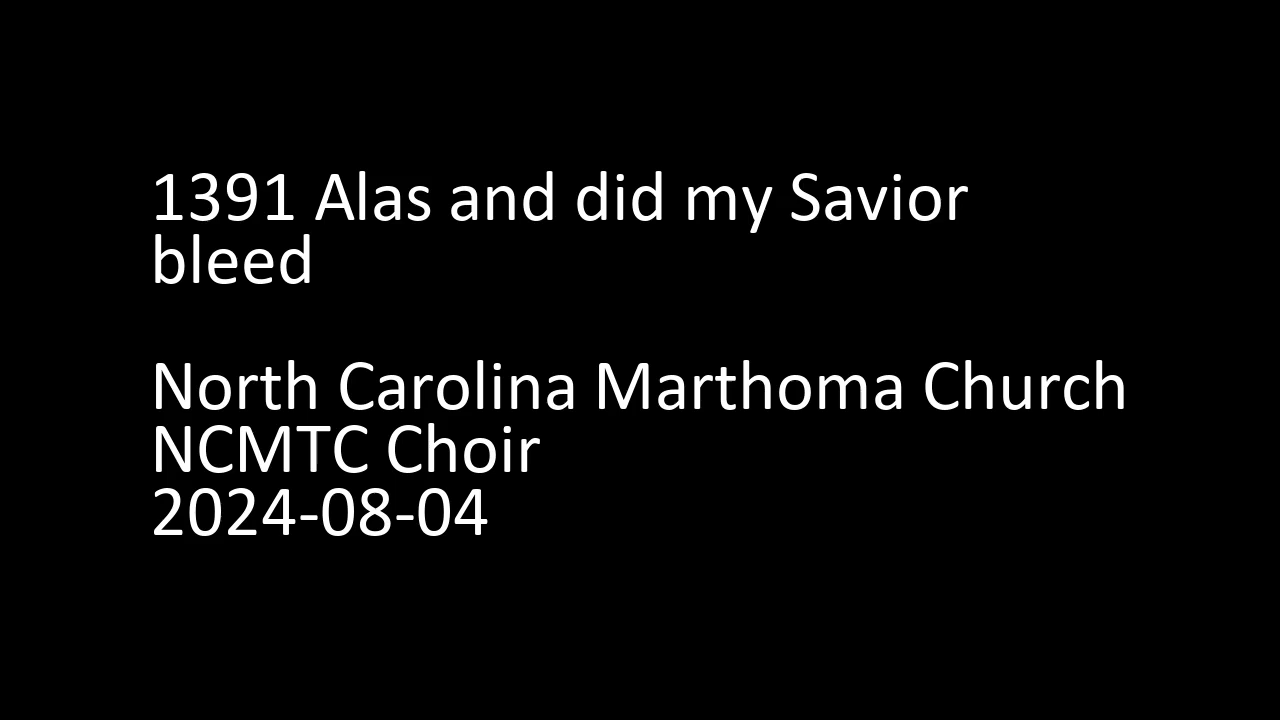 1391 Alas and did my Savior
bleed
North Carolina Marthoma Church
NCMTC Choir
2024-08-04